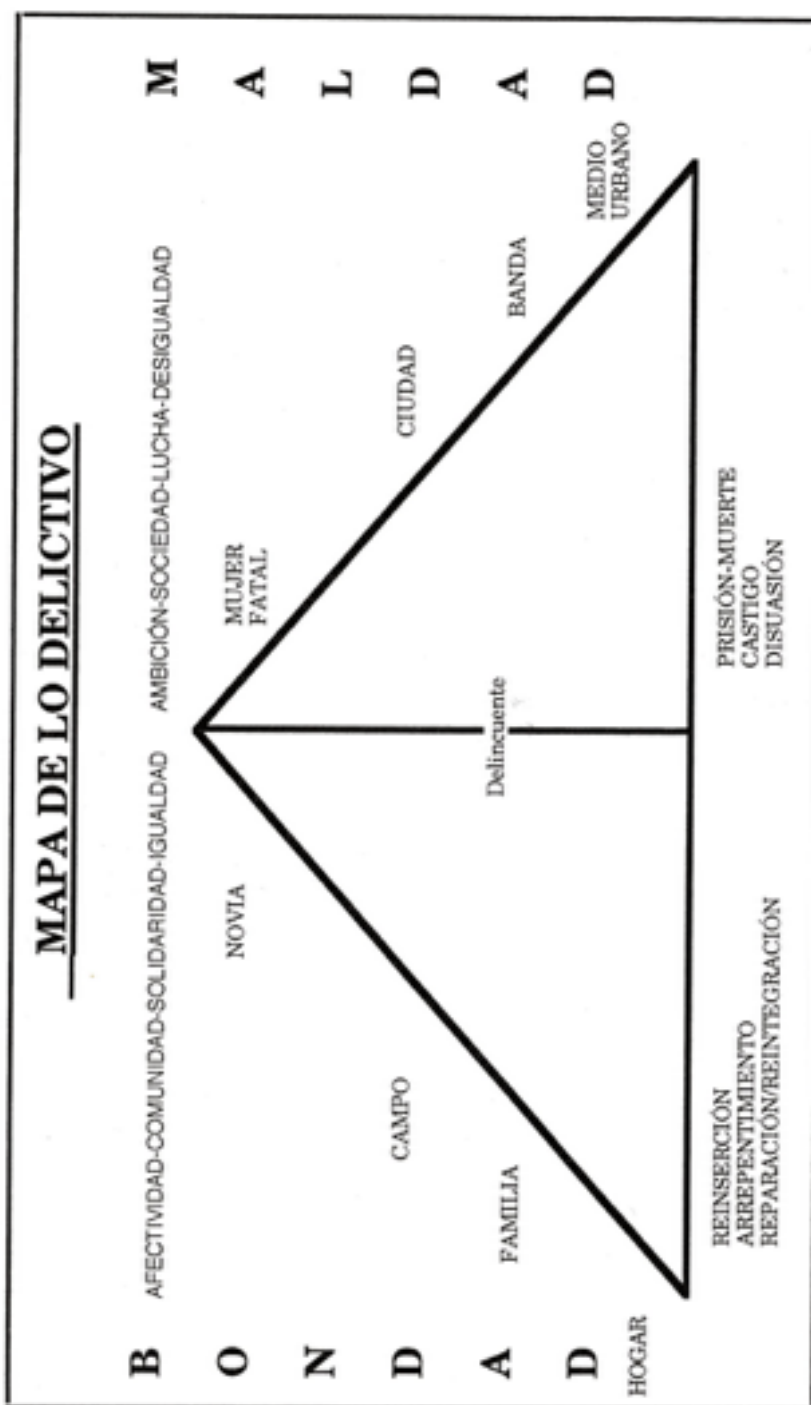 MAPA DE LO DELICTIVO
AFECTIVIDAD-COMUNIDAD-SOLIDARIDAD-IGUALDAD
AMBICIÓN-SOCIEDAD-LUCHA-DESIGUALDAD
B
O
N
D
A
D
M
A
L
D
A
D
NOVIA
MUJER
FATAL
CAMPO
CIUDAD
FAMILIA
BANDA
Delincuente
HOGAR
MEDIO
URBANO
REINSERCIÓN
ARREPENTIMIENTO
REPARACIÓN/REINTEGRACIÓN
PRISIÓN-MUERTE
CASTIGO
DISUASIÓN